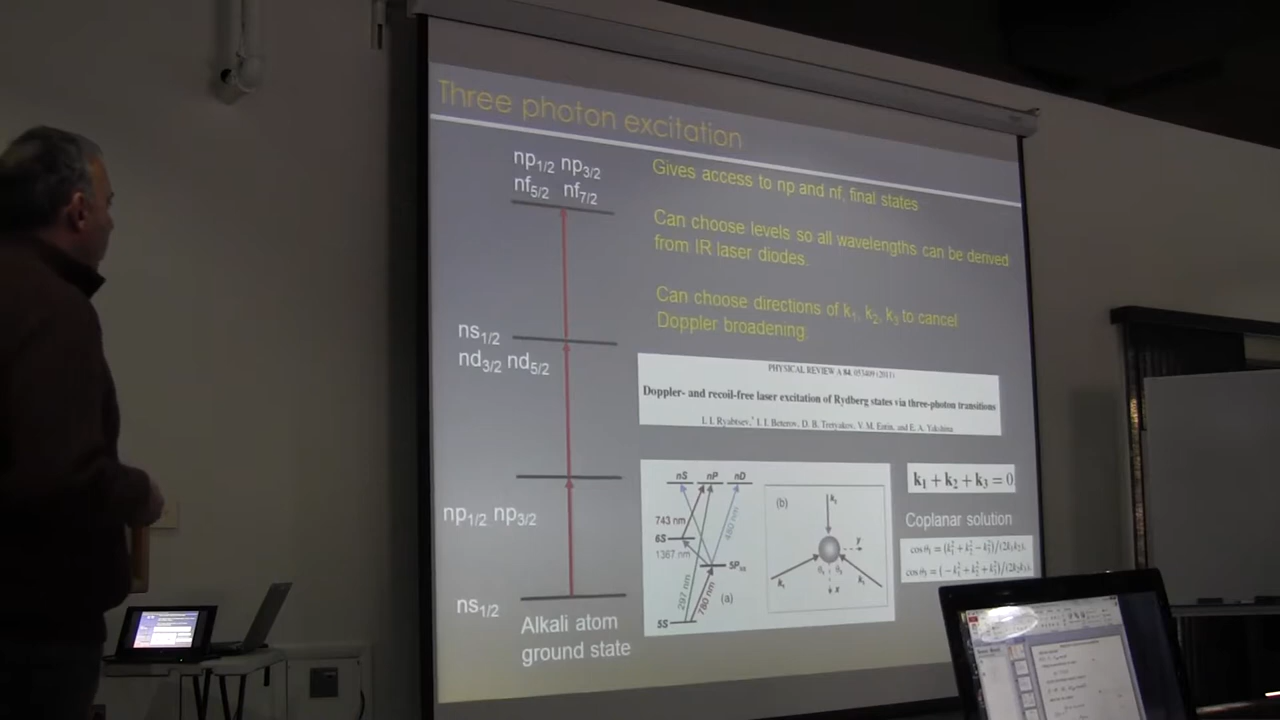 Three photon excitation
np1/2 np3/2
nf5/2 nf7/2
Gives access to np and nf, final states
Can choose levels so all wavelengths can be derived
from IR laser diodes.
Can choose directions of k1, k2, k3 to cancel
Doppler broadening.
ns1/2
nd3/2 nd5/2
PHYSICAL REVIEW A 84, 053409 (2011)
Doppler- and recoil-free laser excitation of Rydberg states via three-photon transitions
I. I. Ryabtsev,* I. I. Beterov, D. B. Tretyakov, V. M. Entin, and E. A. Yakshina
nS nP nD
743 nm
480 nm
6S
1367 nm
5P3/2
297 nm
780 nm
(a)
5S
(b)
y
x
k1 + k2 + k3 = 0
Coplanar solution
np1/2 np3/2
ns1/2
Alkali atom
ground state